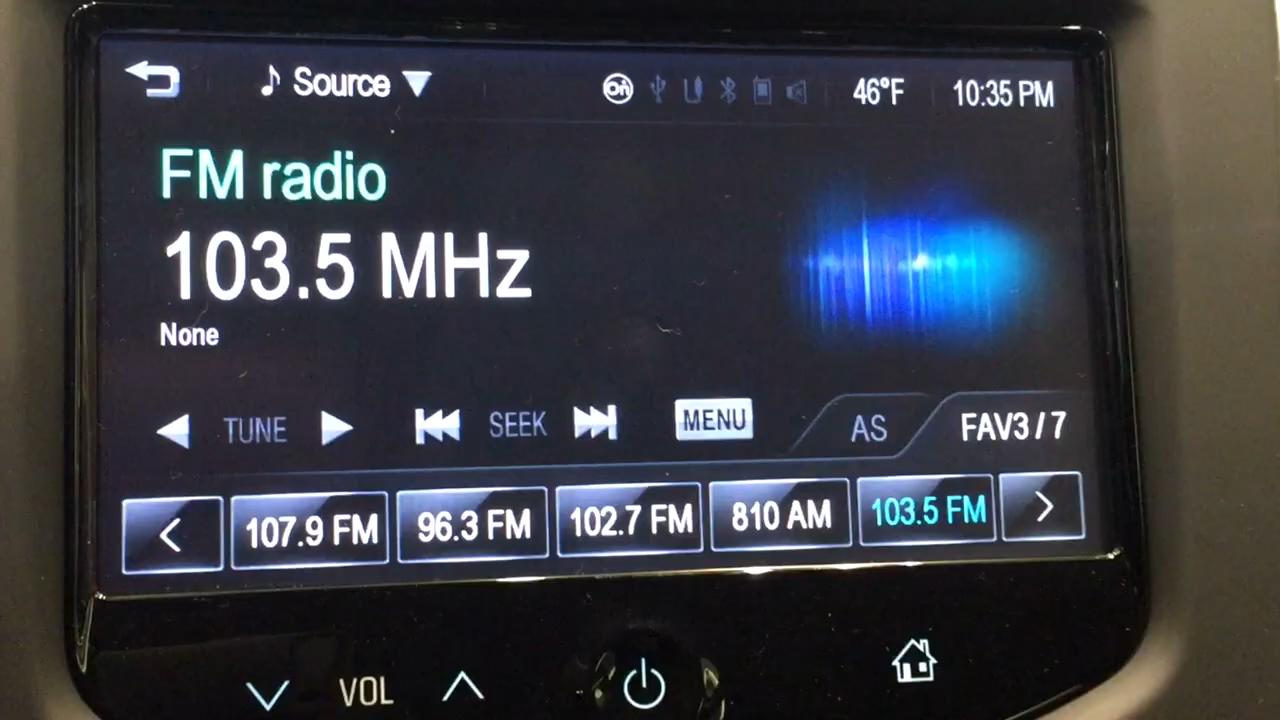 Source 46°F 10:35 PM
FM radio
103.5 MHz
None
TUNE SEEK MENU AS FAV3 / 7
107.9 FM 96.3 FM 102.7 FM 810 AM 103.5 FM
VOL